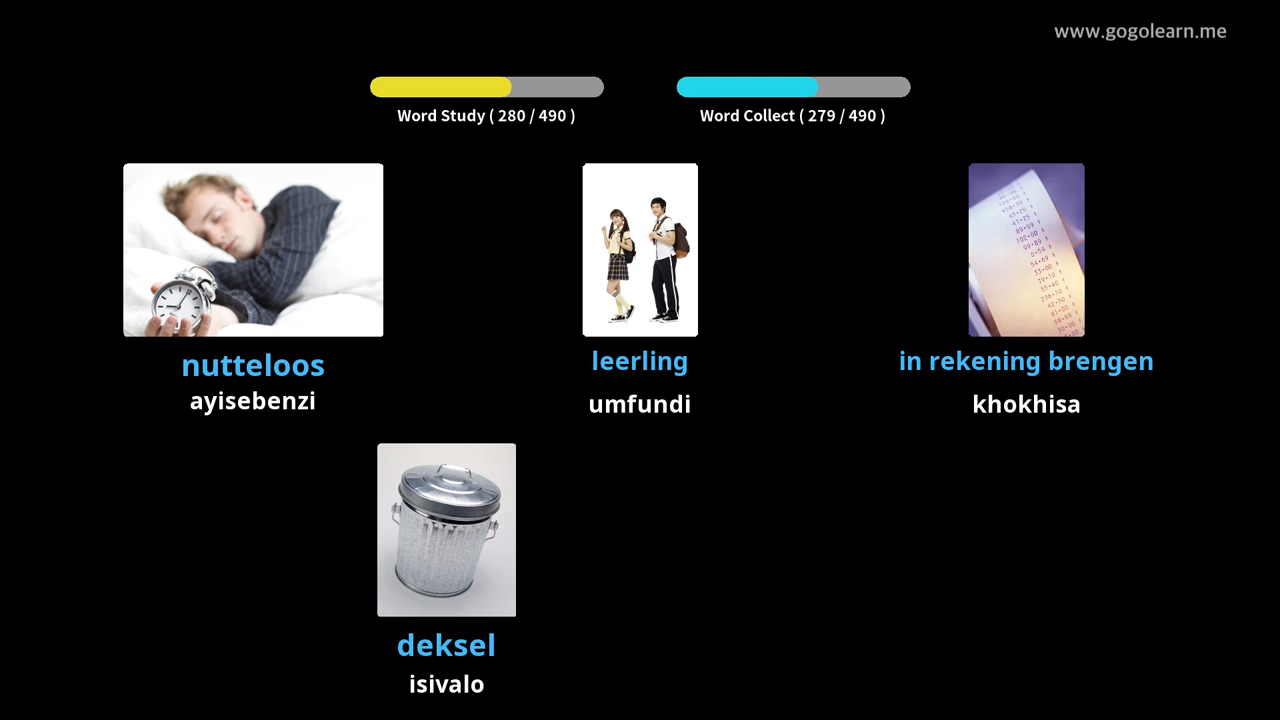 www.gogolearn.me
Word Study ( 280 / 490 )
Word Collect ( 279 / 490 )
nutteloos
ayisebenzi
leerling
umfundi
in rekening brengen
khokhisa
deksel
isivalo